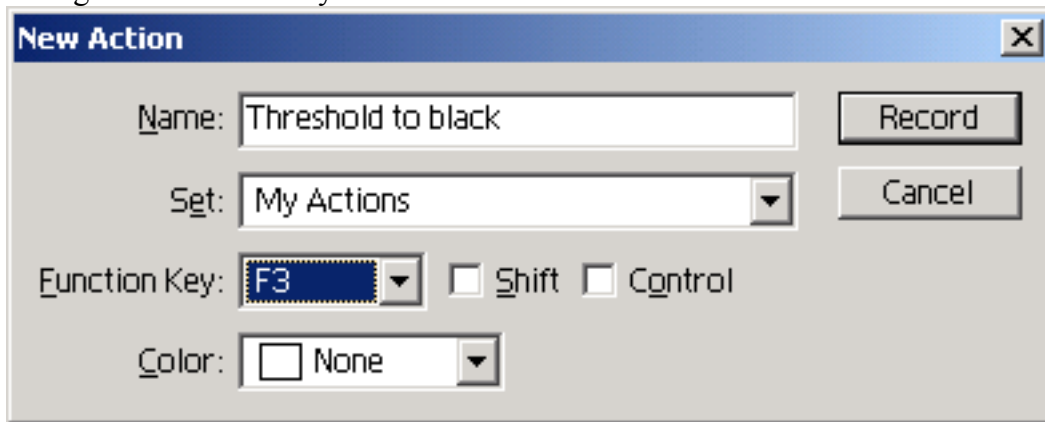 New Action
Name: Threshold to black
Record
Set: My Actions
Cancel
Function Key: F3 Shift Control
Color: None